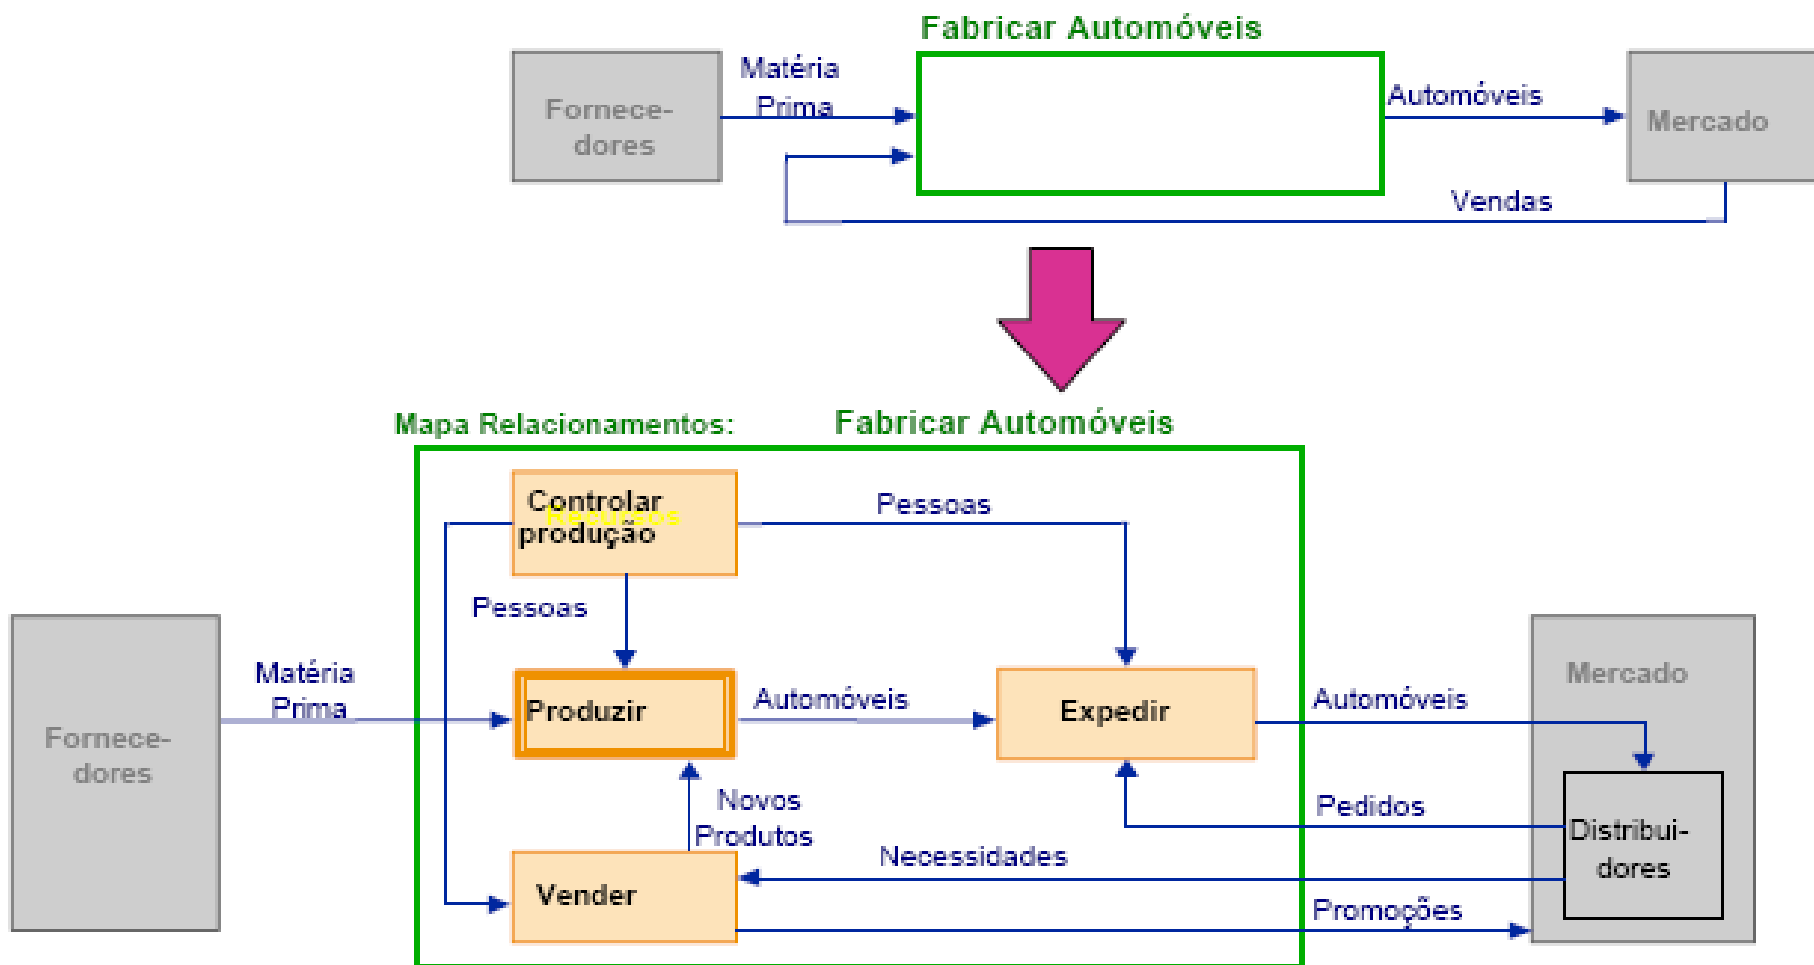 Fabricar Automóveis
Matéria
Prima
Fornece-
dores
Automóveis
Mercado
Vendas
Mapa Relacionamentos:
Fabricar Automóveis
Controlar
Recursos
produção
Pessoas
Pessoas
Matéria
Prima
Fornece-
dores
Produzir
Automóveis
Expedir
Automóveis
Mercado
Novos
Produtos
Pedidos
Distribui-
dores
Necessidades
Vender
Promoções